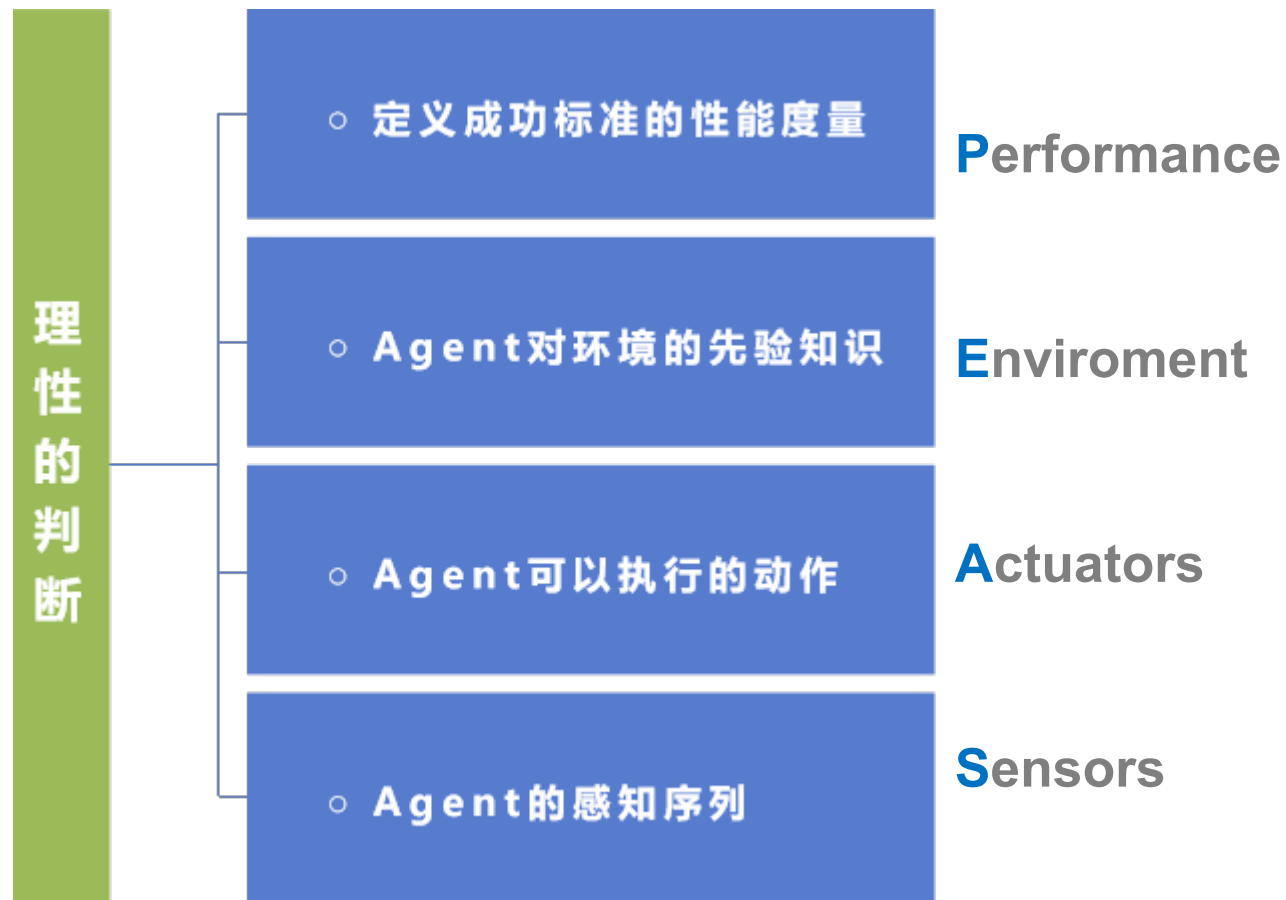 理性的判断
定义成功标准的性能度量
Performance
Agent对环境的先验知识
Enviroment
Agent可以执行的动作
Actuators
Agent的感知序列
Sensors